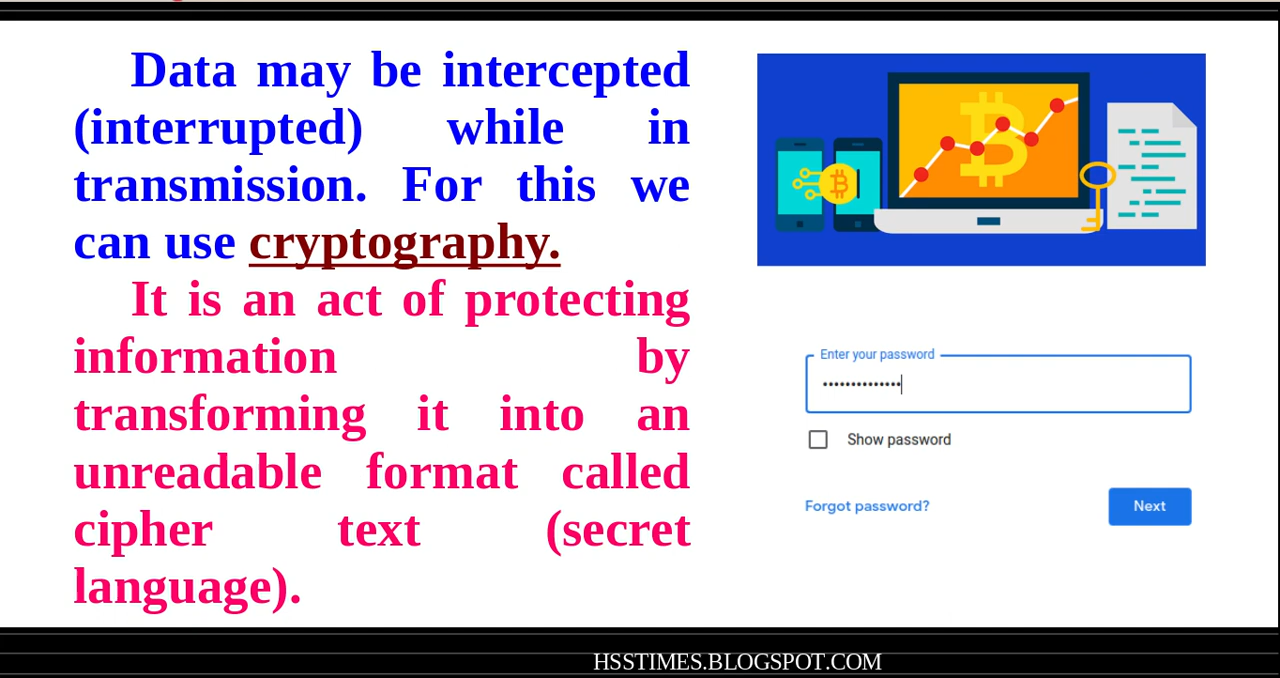 Data may be intercepted
(interrupted) while in
transmission. For this we
can use cryptography.
It is an act of protecting
information by
transforming it into an
unreadable format called
cipher text (secret
language).
Enter your password
••••••••••••••
Show password
Forgot password?
Next
HSSTIMES.BLOGSPOT.COM